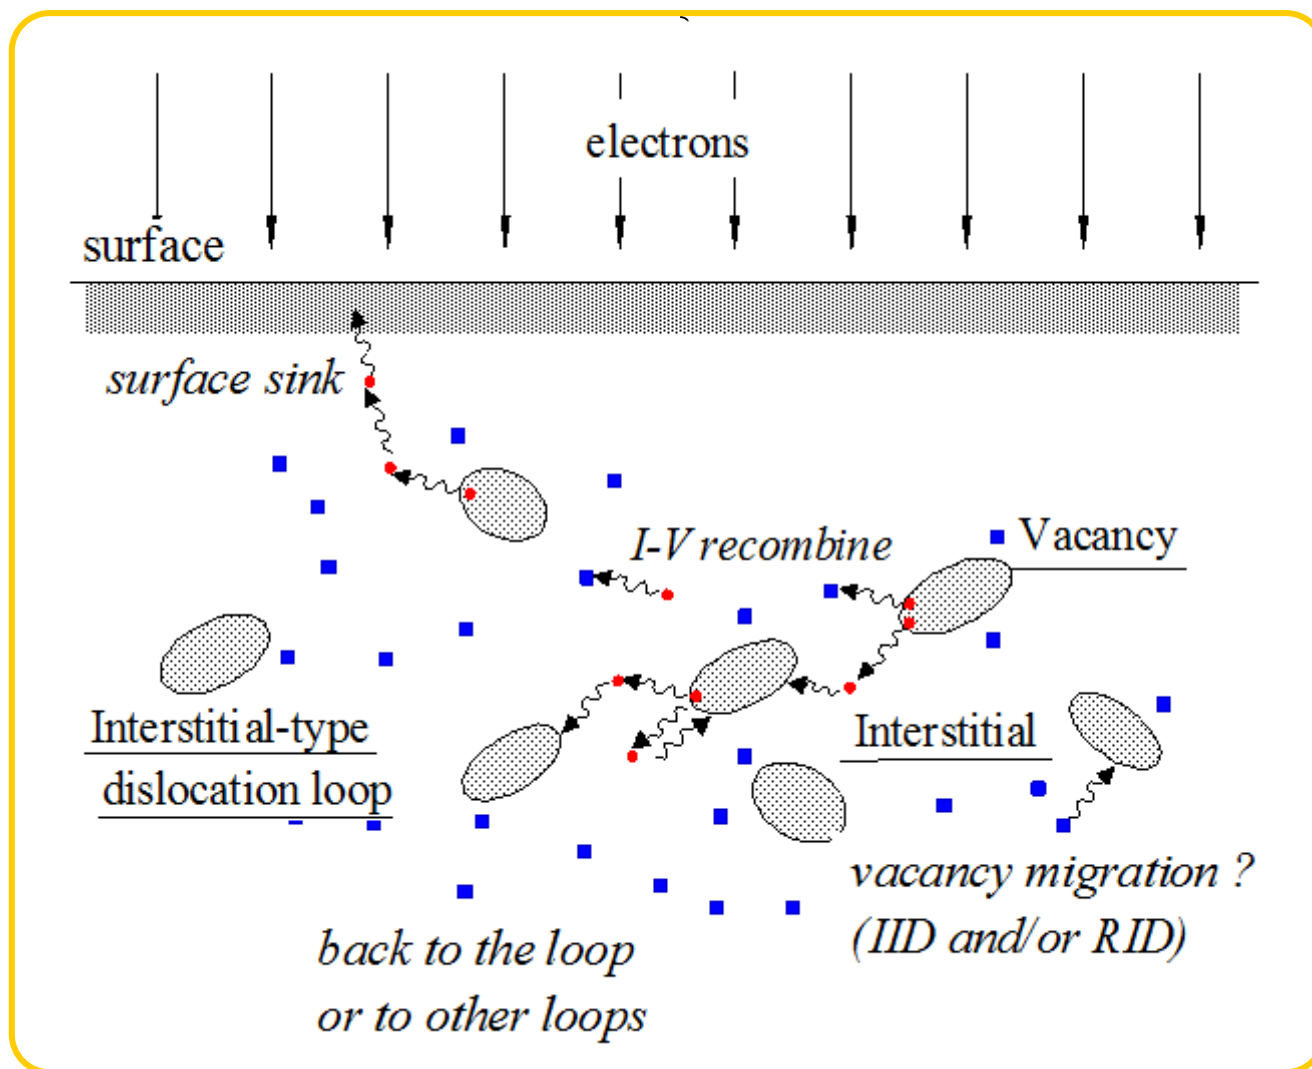 electrons
surface
surface sink
I-V recombine
Vacancy
Interstitial-type
dislocation loop
Interstitial
vacancy migration ?
(IID and/or RID)
back to the loop
or to other loops